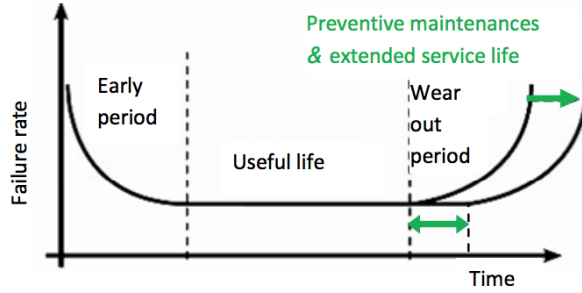 Preventive maintenances
& extended service life
Early
period
Wear
out
period
Useful life
Failure rate
Time